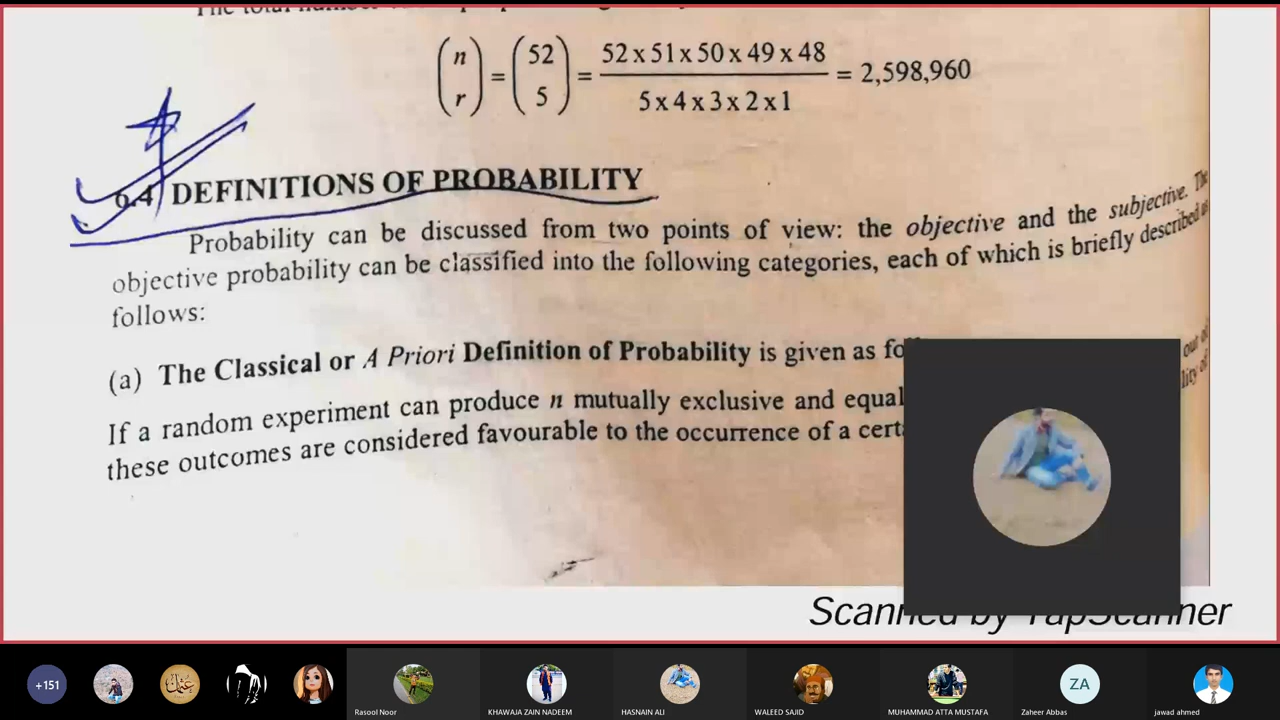 (n r) = (52 5) = 52 x 51 x 50 x 49 x 48 / 5 x 4 x 3 x 2 x 1 = 2,598,960
6.4 DEFINITIONS OF PROBABILITY
Probability can be discussed from two points of view: the objective and the subjective. The
objective probability can be classified into the following categories, each of which is briefly described as
follows:
(a) The Classical or A Priori Definition of Probability is given as
If a random experiment can produce n mutually exclusive and
out of
these outcomes are considered favourable to the occurrence of a
Scanned by TapScanner
+151
Rasool Noor
KHAWAJA ZAIN NADEEM
HASNAIN ALI
WALEED SAJID
MUHAMMAD ATTA MUSTAFA
ZA
Zaheer Abbas
jawad ahmed